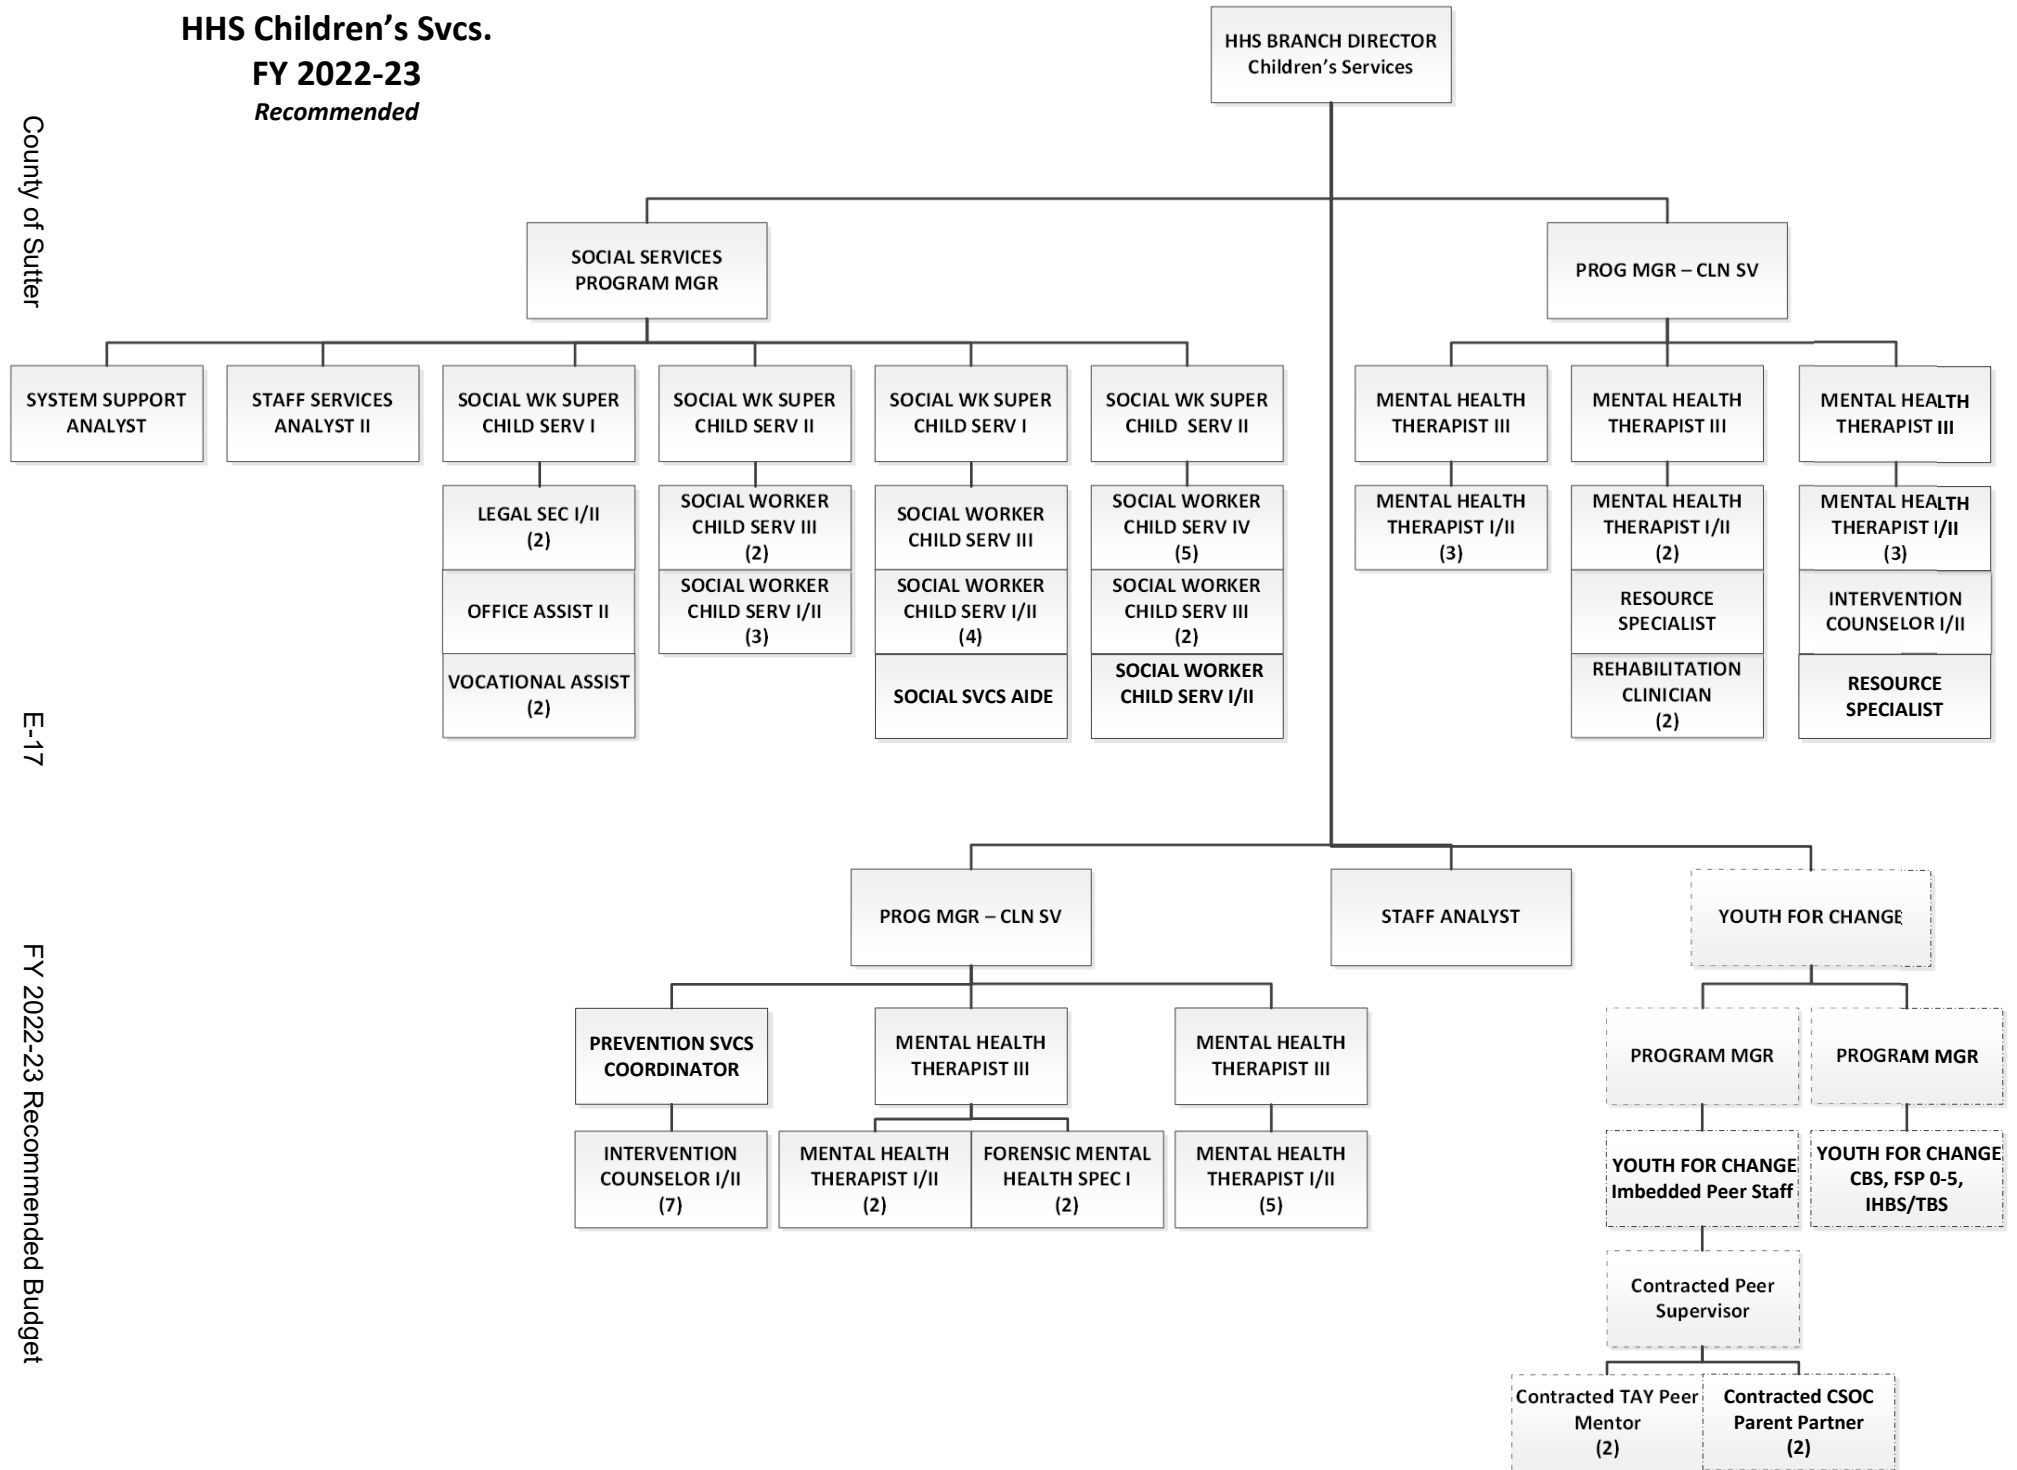 HHS Children’s Svcs.
FY 2022-23
Recommended
County of Sutter
E-17
FY 2022-23 Recommended Budget
HHS BRANCH DIRECTOR
Children’s Services
SOCIAL SERVICES
PROGRAM MGR
PROG MGR – CLN SV
SYSTEM SUPPORT
ANALYST
STAFF SERVICES
ANALYST II
SOCIAL WK SUPER
CHILD SERV I
SOCIAL WK SUPER
CHILD SERV II
SOCIAL WK SUPER
CHILD SERV I
SOCIAL WK SUPER
CHILD SERV II
MENTAL HEALTH
THERAPIST III
MENTAL HEALTH
THERAPIST III
MENTAL HEALTH
THERAPIST III
LEGAL SEC I/II
(2)
OFFICE ASSIST II
VOCATIONAL ASSIST
(2)
SOCIAL WORKER
CHILD SERV III
(2)
SOCIAL WORKER
CHILD SERV I/II
(3)
SOCIAL WORKER
CHILD SERV III
SOCIAL WORKER
CHILD SERV I/II
(4)
SOCIAL SVCS AIDE
SOCIAL WORKER
CHILD SERV IV
(5)
SOCIAL WORKER
CHILD SERV III
(2)
SOCIAL WORKER
CHILD SERV I/II
MENTAL HEALTH
THERAPIST I/II
(3)
MENTAL HEALTH
THERAPIST I/II
(2)
RESOURCE
SPECIALIST
REHABILITATION
CLINICIAN
(2)
MENTAL HEALTH
THERAPIST I/II
(3)
INTERVENTION
COUNSELOR I/II
RESOURCE
SPECIALIST
PROG MGR – CLN SV
STAFF ANALYST
YOUTH FOR CHANGE
PREVENTION SVCS
COORDINATOR
MENTAL HEALTH
THERAPIST III
MENTAL HEALTH
THERAPIST III
PROGRAM MGR
PROGRAM MGR
INTERVENTION
COUNSELOR I/II
(7)
MENTAL HEALTH
THERAPIST I/II
(2)
FORENSIC MENTAL
HEALTH SPEC I
(2)
MENTAL HEALTH
THERAPIST I/II
(5)
YOUTH FOR CHANGE
Imbedded Peer Staff
YOUTH FOR CHANGE
CBS, FSP 0-5,
IHBS/TBS
Contracted Peer
Supervisor
Contracted TAY Peer
Mentor
(2)
Contracted CSOC
Parent Partner
(2)